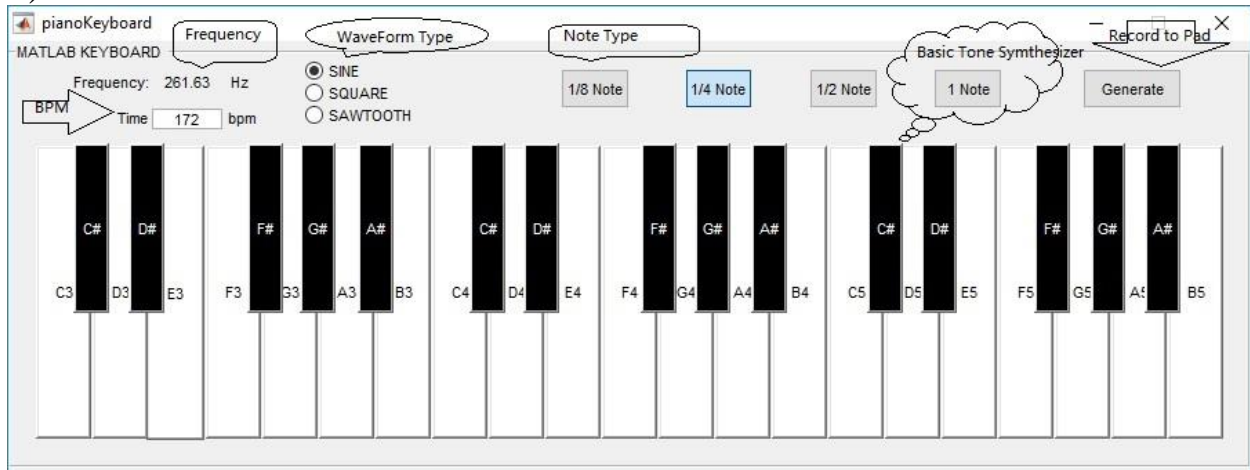 pianoKeyboard
Frequency
WaveForm Type
Note Type
Record to Pad
MATLAB KEYBOARD
Basic Tone Symthesizer
Frequency: 261.63 Hz
SINE
SQUARE
SAWTOOTH
1/8 Note 1/4 Note 1/2 Note 1 Note Generate
BPM
Time 172 bpm
C# D# F# G# A# C# D# F# G# A# C# D# F# G# A#
C3 D3 E3 F3 G3 A3 B3 C4 D4 E4 F4 G4 A4 B4 C5 D5 E5 F5 G5 A5 B5